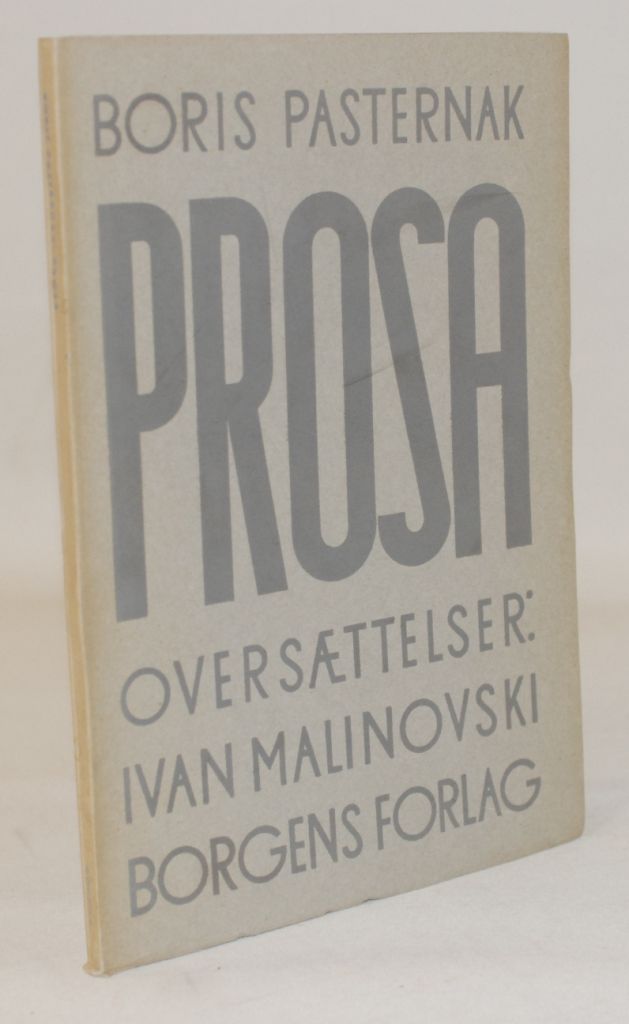 BORIS PASTERNAK
PROSA
OVERSÆTTELSER:
IVAN MALINOVSKI
BORGENS FORLAG